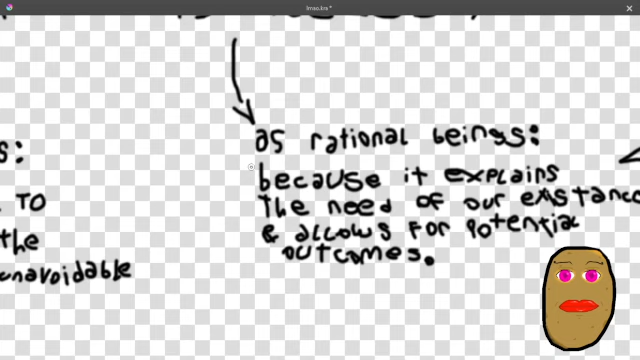 lmao.kra *
s:
as rational beings:
because it explains
TO
the need of our existance
the
& allows for potential
unavoidable
outcomes.